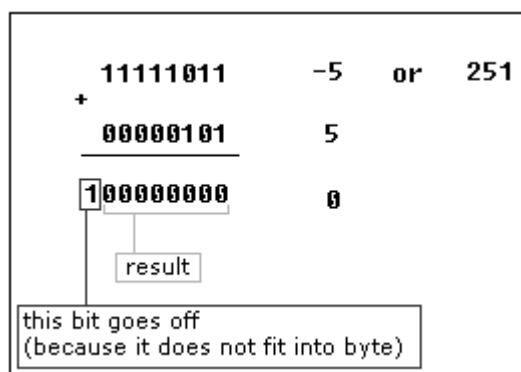 11111011 -5 or 251
+
00000101 5
100000000 0
result
this bit goes off
(because it does not fit into byte)